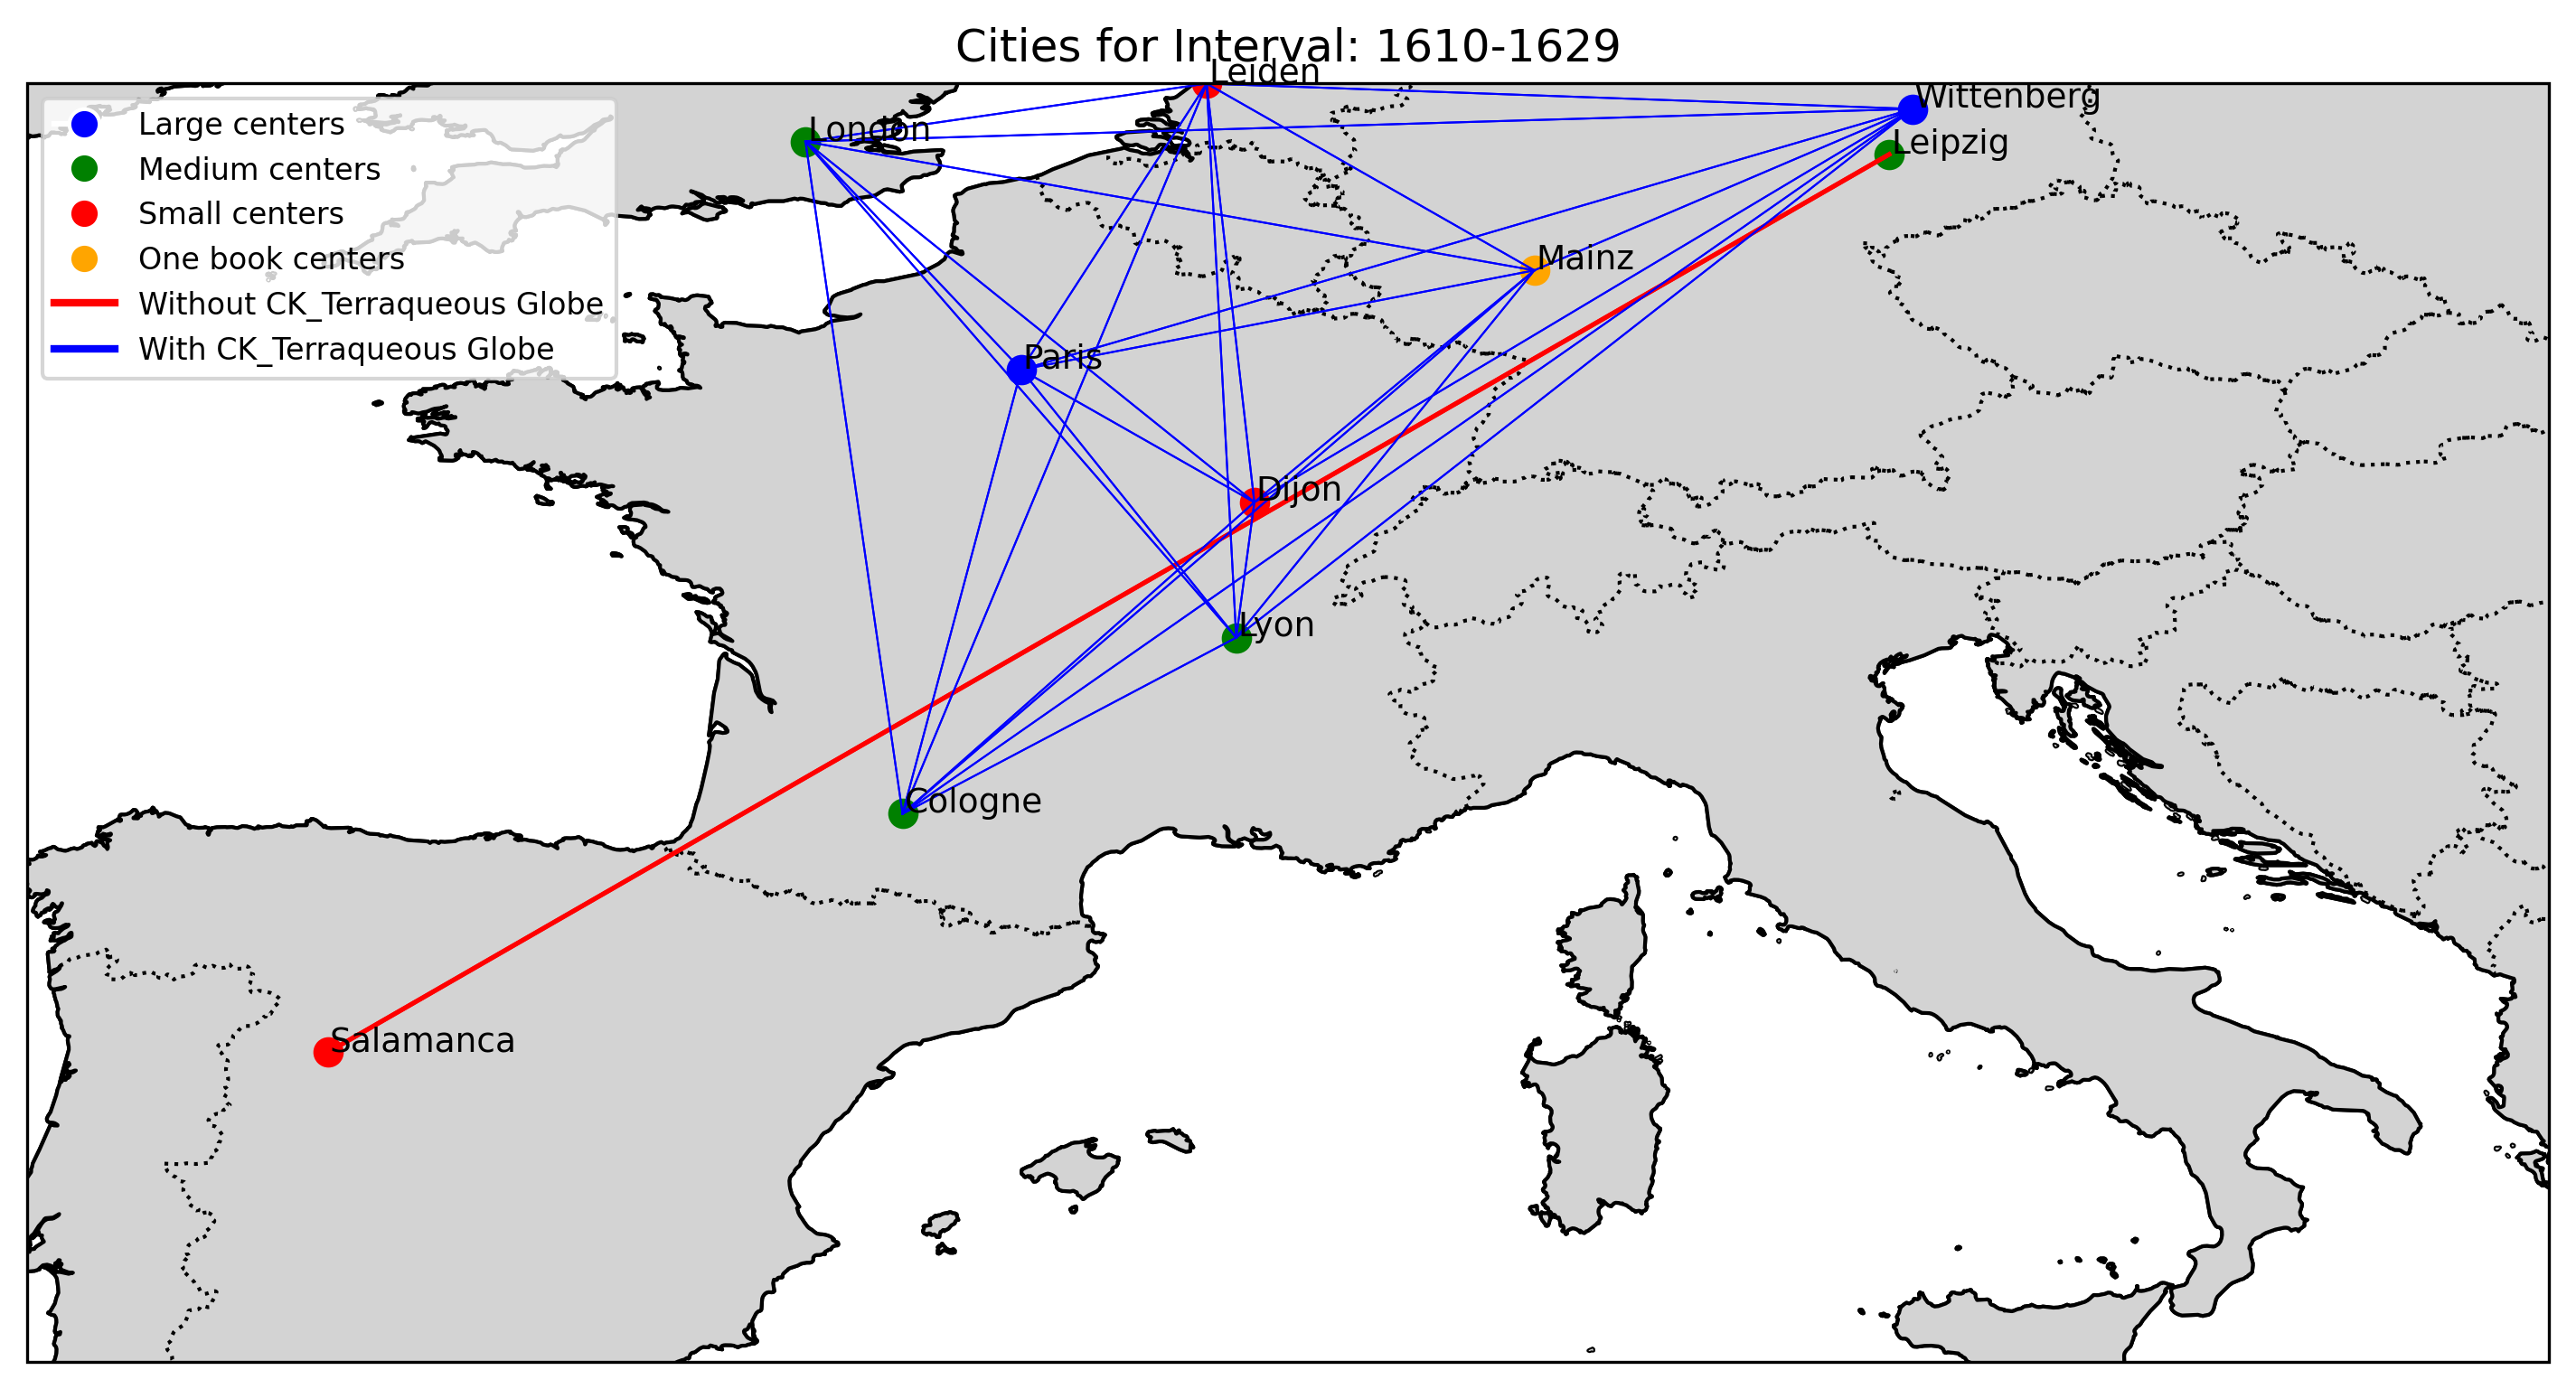 Cities for Interval: 1610-1629
Large centers
Medium centers
Small centers
One book centers
Without CK_Terraqueous Globe
With CK_Terraqueous Globe
Leiden
Wittenberg
London
Leipzig
Mainz
Paris
Dijon
Lyon
Cologne
Salamanca